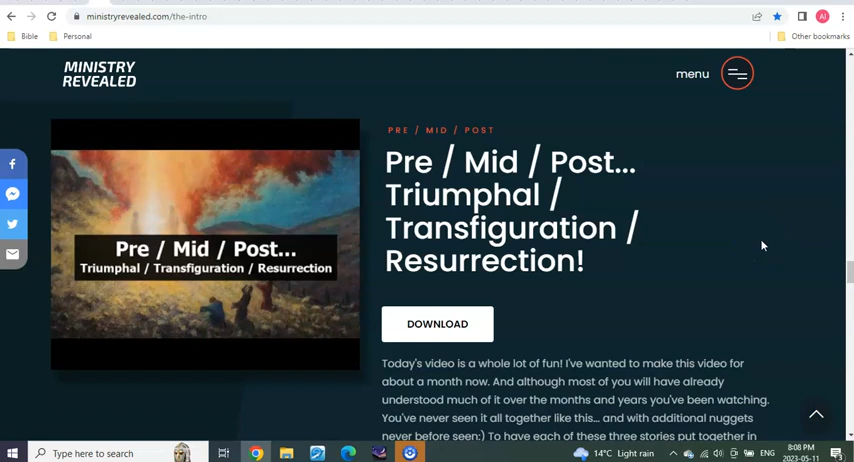 ministryrevealed.com/the-intro
Al
Bible
Personal
Other bookmarks
MINISTRY
REVEALED
menu
PRE / MID / POST
Pre / Mid / Post...
Triumphal /
Transfiguration /
Resurrection!
Pre / Mid / Post...
Triumphal / Transfiguration / Resurrection
DOWNLOAD
Today's video is a whole lot of fun! I've wanted to make this video for
about a month now. And although most of you will have already
understood much of it over the months and years you've been watching.
You've never seen it all together like this... and with additional nuggets
never before seen:) To have each of these three stories put together in
Type here to search
14°C Light rain
ENG
8:08 PM
2023-05-11
3